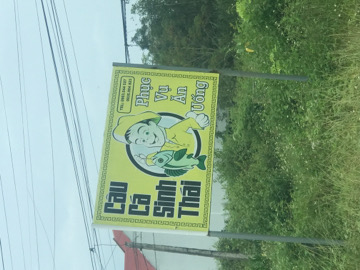 Câu
Cá
Sinh
Thái
Phục
Vụ
Ăn
Uống